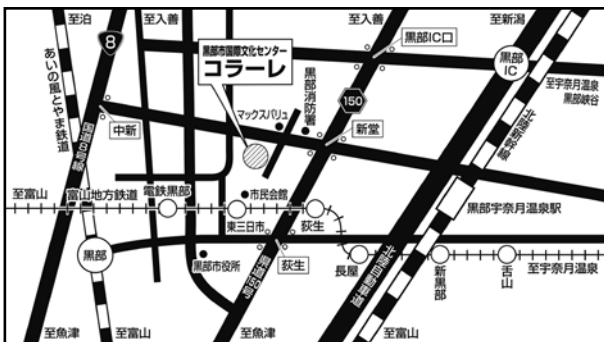 至泊
至入善
至入善
至新潟
8
黒部市国際文化センター
コラーレ
黒部IC口
黒部
IC
至宇奈月温泉
黒部峡谷
あいの風とやま鉄道
国道8号線
中新
マックスバリュ
黒部消防署
150
新堂
北陸新幹線
至富山
富山地方鉄道
電鉄黒部
市民会館
東三日市
荻生
黒部宇奈月温泉駅
黒部
黒部市役所
荻生
長屋
新黒部
舌山
至宇奈月温泉
北陸自動車道
至魚津
至富山
至魚津
至富山